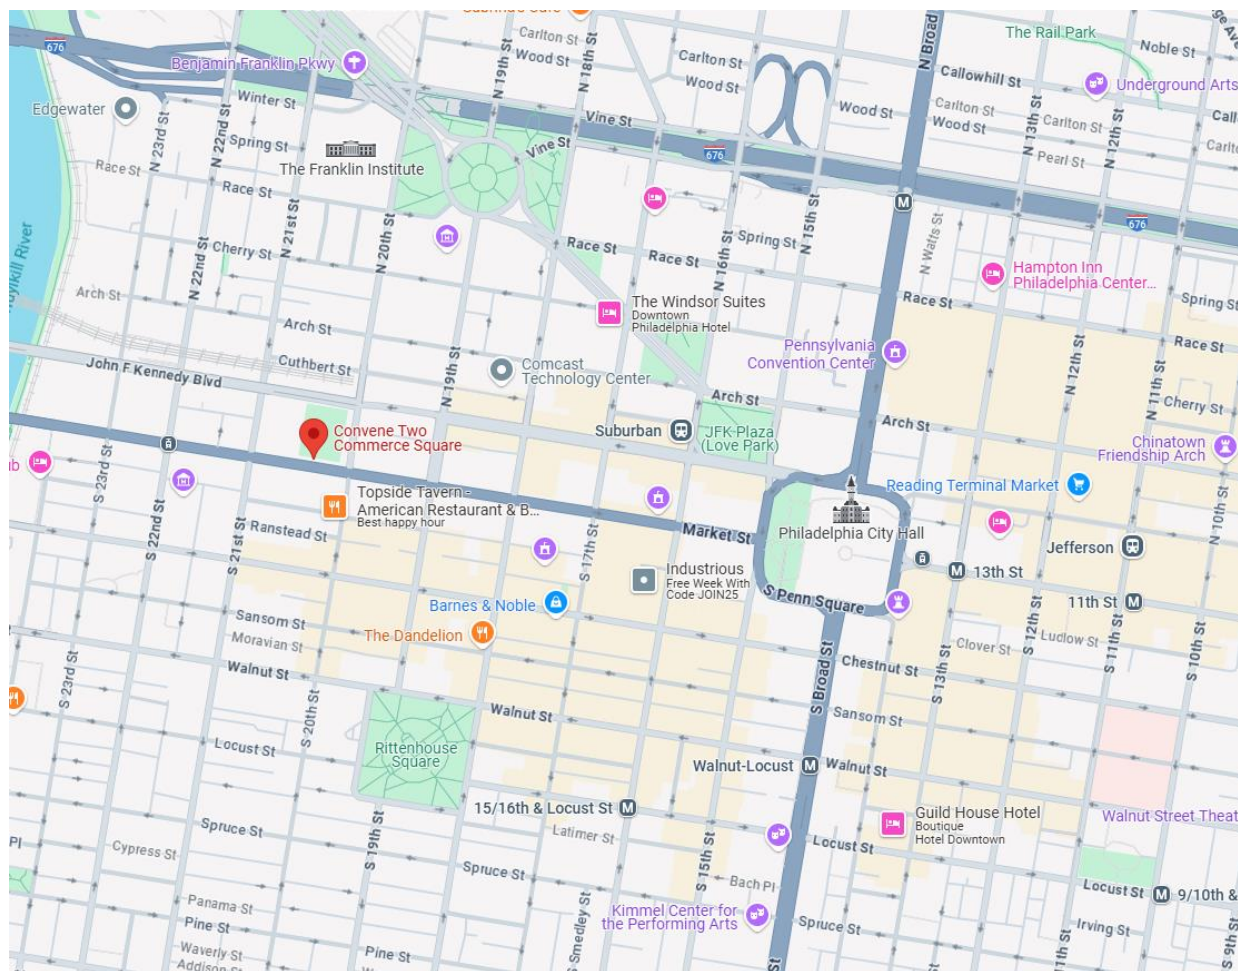 Sabrina's Cafe
Carlton St
N 18th St
N 19th St
Wood St
Carlton St
Wood St
N Broad
The Rail Park
Noble St
Callowhill St
676
Benjamin Franklin Pkwy
Edgewater
Winter St
N 22nd St
N 23rd St
Spring St
Vine St
Vine St
Wood St
Carlton St
Wood St
N 13th St
Carlton St
N 12th St
Underground Arts
Pearl St
676
Race St
The Franklin Institute
Race St
N 21st St
N 20th St
Cherry St
N 22nd St
Race St
Race St
Spring St
N 15th St
N 16th St
N Watts St
676
Hampton Inn
Philadelphia Center...
Spring St
Race St
Race St
Arch St
Arch St
Cuthbert St
John F Kennedy Blvd
The Windsor Suites
Downtown
Philadelphia Hotel
Pennsylvania
Convention Center
N 19th St
Comcast
Technology Center
Arch St
Arch St
N 12th St
N 11th St
Cherry St
Convene Two
Commerce Square
Suburban
JFK Plaza
(Love Park)
Chinatown
Friendship Arch
Reading Terminal Market
N 10th St
S 23rd St
S 22nd St
S 21st St
Topside Tavern -
American Restaurant & B...
Best happy hour
Ranstead St
Market St
S 17th St
Philadelphia City Hall
Jefferson
13th St
11th St
Industrious
Free Week With
Code JOIN25
Barnes & Noble
S Penn Square
Sansom St
Moravian St
The Dandelion
Walnut St
S 12th St
Ludlow St
Clover St
S 11th St
S 10th St
Chestnut St
S 13th St
S Broad St
S 23rd St
S 20th St
Walnut St
Sansom St
Locust St
Rittenhouse
Square
Walnut-Locust
Walnut St
15/16th & Locust St
Guild House Hotel
Boutique
Hotel Downtown
Walnut Street Theat
Spruce St
S 19th St
Latimer St
S 15th St
Locust St
Cypress St
Spruce St
Bach Pl
Locust St
9/10th &
Panama St
Kimmel Center for
the Performing Arts
Spruce St
Irving St
Pine St
Pine St
S Smedley St
S 11th St
S 9th St
Waverly St
Addison St